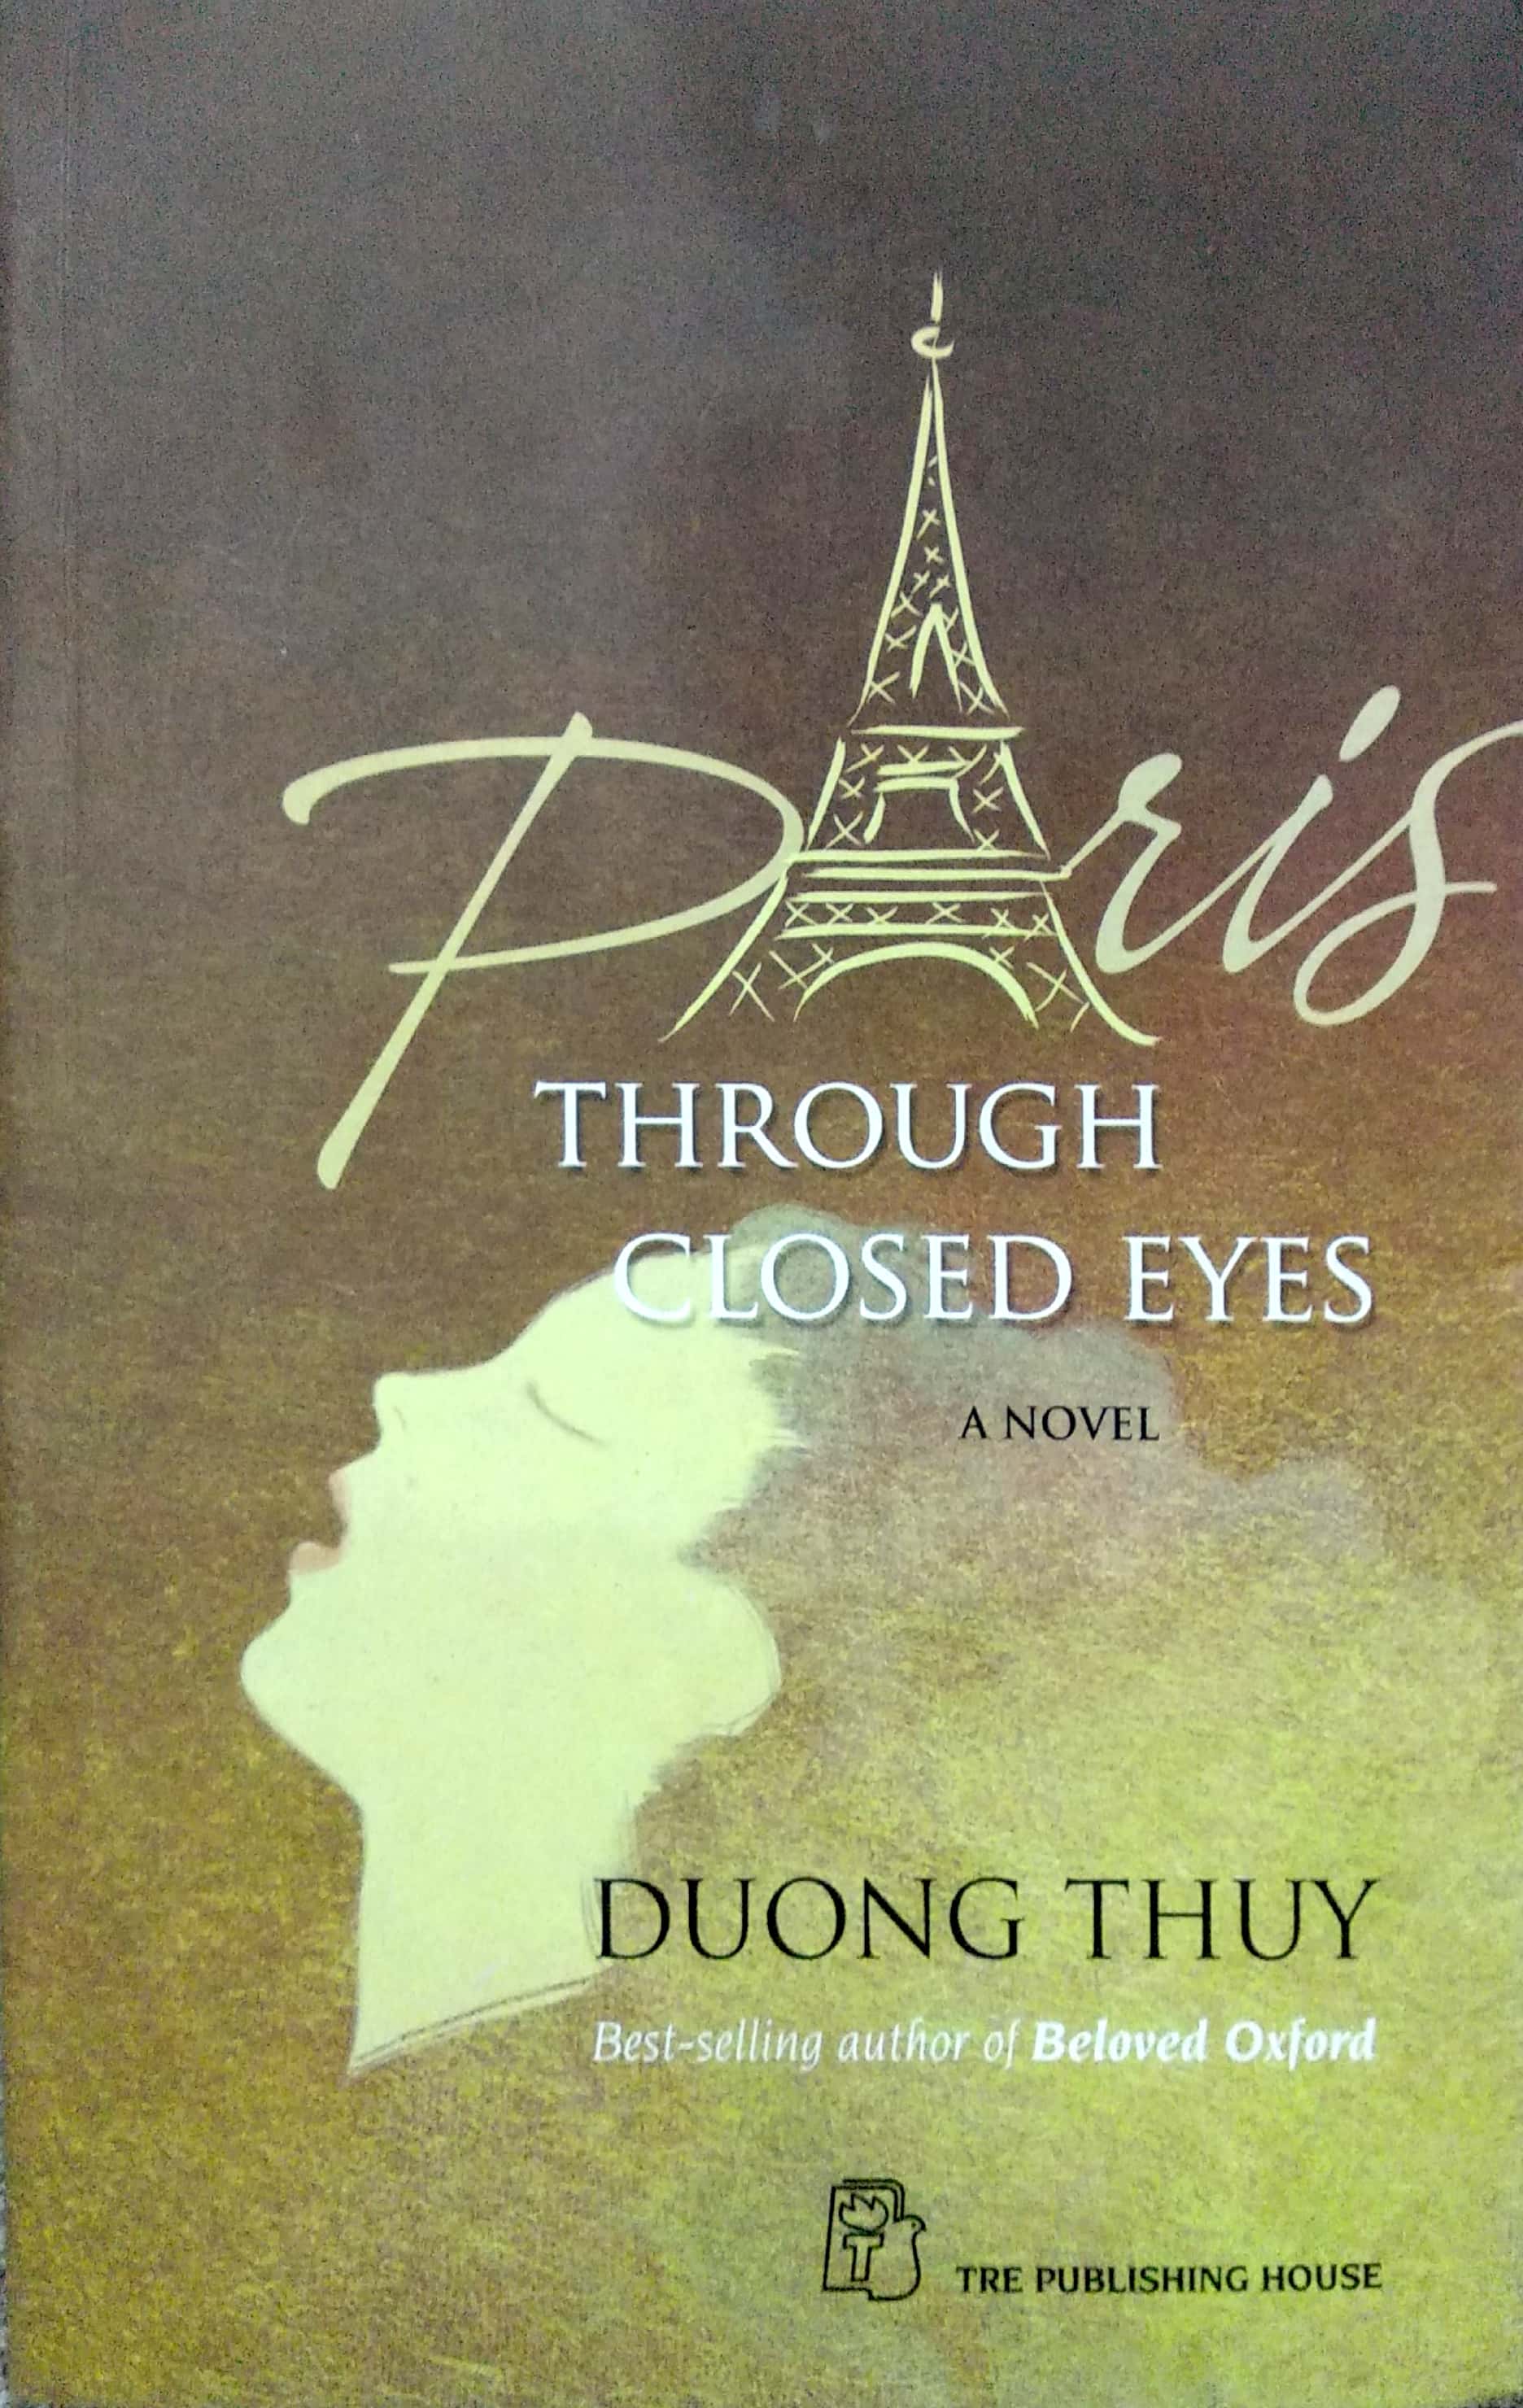 Paris
THROUGH
CLOSED EYES
A NOVEL
DUONG THUY
Best-selling author of Beloved Oxford
T
TRE PUBLISHING HOUSE